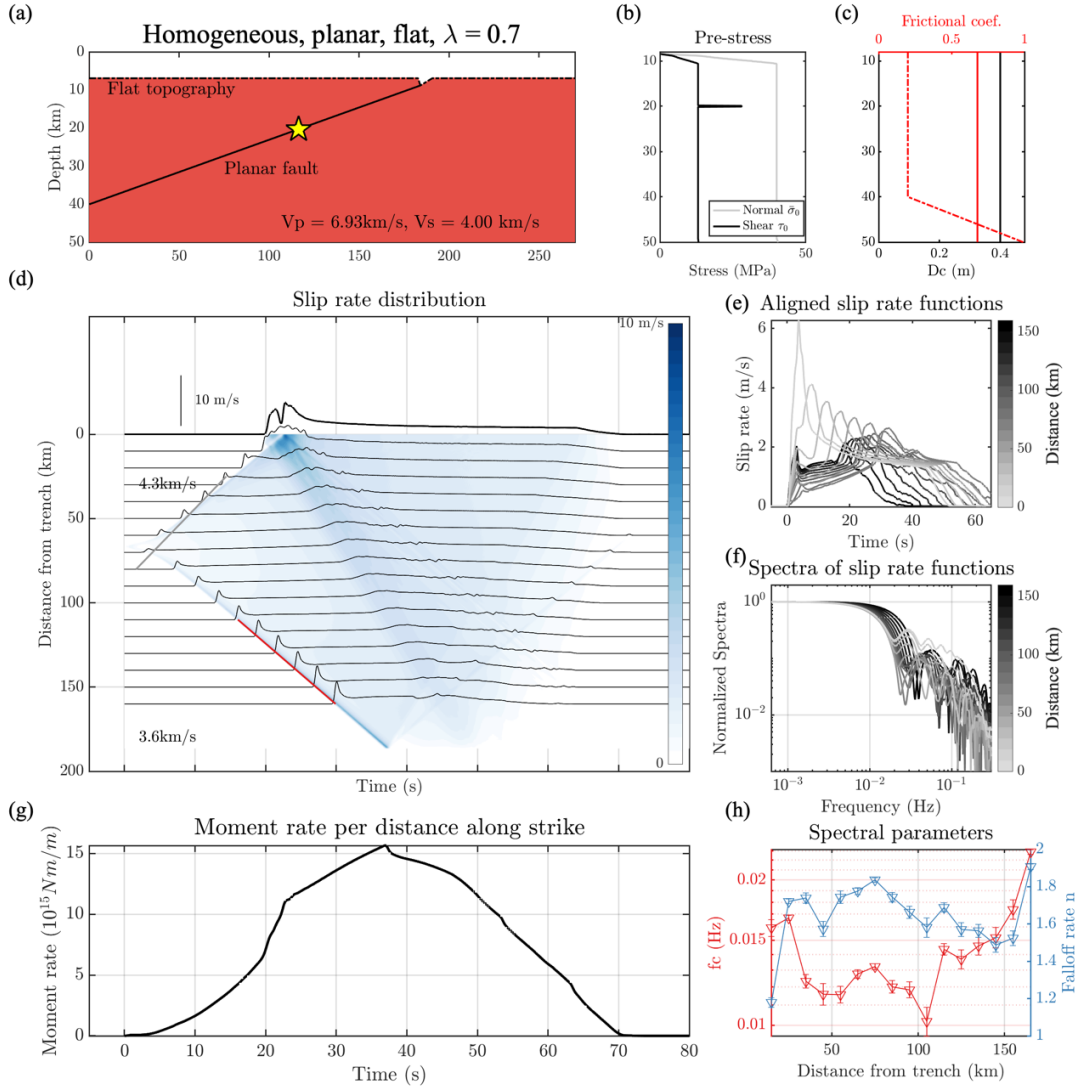 (a)
Homogeneous, planar, flat, λ = 0.7
0
10
20
30
40
50
Depth (km)
Flat topography
Planar fault
Vp = 6.93km/s, Vs = 4.00 km/s
0
50
100
150
200
250
(b)
Pre-stress
10
20
30
40
50
Normal σ̄₀
Shear τ₀
0
50
Stress (MPa)
(c)
Frictional coef.
0
0.2
0.4
0.6
0.8
1
10
20
30
40
50
0
0.2
0.4
Dc (m)
(d)
Slip rate distribution
10 m/s
10 m/s
0
50
100
150
200
Distance from trench (km)
4.3km/s
3.6km/s
0
Time (s)
(e)
Aligned slip rate functions
6
4
2
0
Slip rate (m/s)
0
20
40
60
Time (s)
150
100
50
0
Distance (km)
(f)
Spectra of slip rate functions
10⁰
10⁻²
Normalized Spectra
10⁻³
10⁻²
10⁻¹
Frequency (Hz)
150
100
50
0
Distance (km)
(g)
Moment rate per distance along strike
15
10
5
0
Moment rate (10¹⁵Nm/m)
0
10
20
30
40
50
60
70
80
Time (s)
(h)
Spectral parameters
0.02
0.015
0.01
fc (Hz)
2
1.8
1.6
1.4
1.2
1
Falloff rate n
50
100
150
Distance from trench (km)